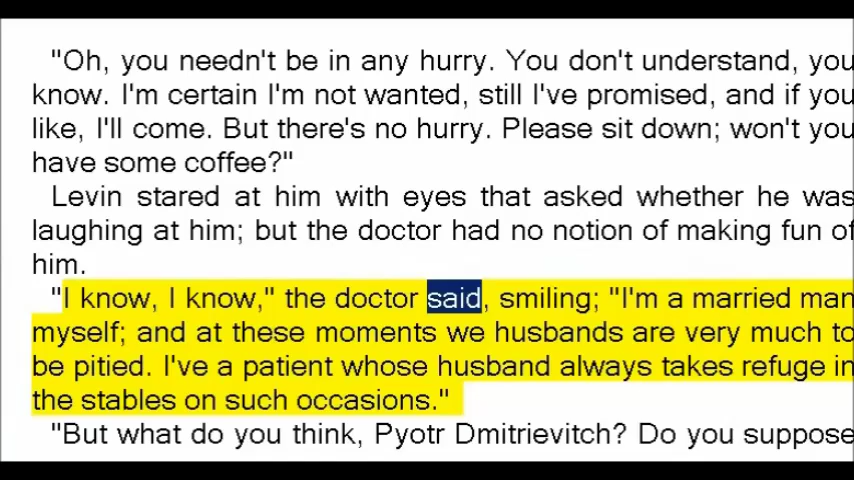 "Oh, you needn't be in any hurry. You don't understand, you
know. I'm certain I'm not wanted, still I've promised, and if you
like, I'll come. But there's no hurry. Please sit down; won't you
have some coffee?"
Levin stared at him with eyes that asked whether he was
laughing at him; but the doctor had no notion of making fun of
him.
"I know, I know," the doctor said, smiling; "I'm a married man
myself; and at these moments we husbands are very much to
be pitied. I've a patient whose husband always takes refuge in
the stables on such occasions."
"But what do you think, Pyotr Dmitrievitch? Do you suppose